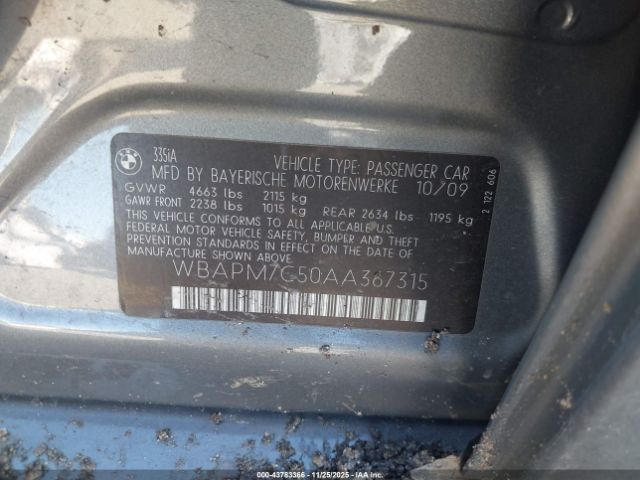 335iA
VEHICLE TYPE: PASSENGER CAR
MFD BY BAYERISCHE MOTORENWERKE 10/09
GVWR 4663 lbs 2115 kg
GAWR FRONT 2238 lbs 1015 kg REAR 2634 lbs 1195 kg
THIS VEHICLE CONFORMS TO ALL APPLICABLE U.S.
FEDERAL MOTOR VEHICLE SAFETY, BUMPER AND THEFT
PREVENTION STANDARDS IN EFFECT ON THE DATE OF
MANUFACTURE SHOWN ABOVE.
WBAPM7C50AA367315
2 122 606
BMW
© IAA - 43783366 - 11/25/2025 - IAAI.COM